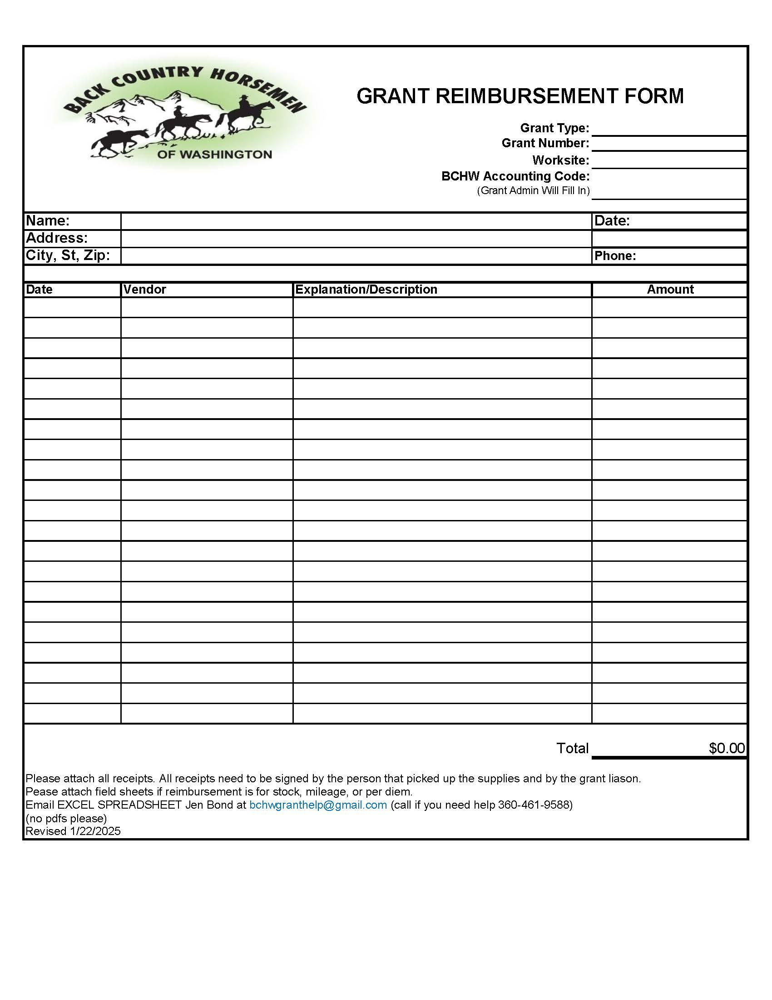 BACK COUNTRY HORSEMEN
OF WASHINGTON
GRANT REIMBURSEMENT FORM
Grant Type:
Grant Number:
Worksite:
BCHW Accounting Code:
(Grant Admin Will Fill In)
Name: Date:
Address:
City, St, Zip: Phone:
Date Vendor Explanation/Description Amount
Total $0.00
Please attach all receipts. All receipts need to be signed by the person that picked up the supplies and by the grant liason.
Pease attach field sheets if reimbursement is for stock, mileage, or per diem.
Email EXCEL SPREADSHEET Jen Bond at bchwgranthelp@gmail.com (call if you need help 360-461-9588)
(no pdfs please)
Revised 1/22/2025